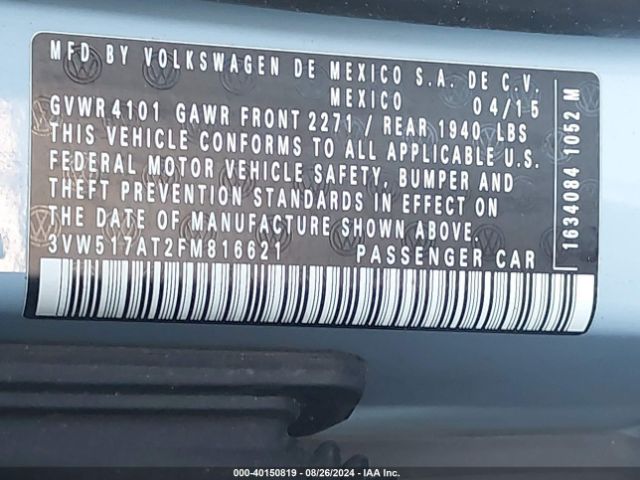 MFD BY VOLKSWAGEN DE MEXICO S.A. DE C.V.
MEXICO 04/15
GVWR 4101 GAWR FRONT 2271 / REAR 1940 LBS
THIS VEHICLE CONFORMS TO ALL APPLICABLE U.S.
FEDERAL MOTOR VEHICLE SAFETY, BUMPER AND
THEFT PREVENTION STANDARDS IN EFFECT ON
THE DATE OF MANUFACTURE SHOWN ABOVE.
3VW517AT2FM816621 PASSENGER CAR
1634084 1052 M
000-40150819 - 08/26/2024 - IAA Inc.